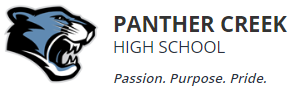 PANTHER CREEK
HIGH SCHOOL
Passion. Purpose. Pride.